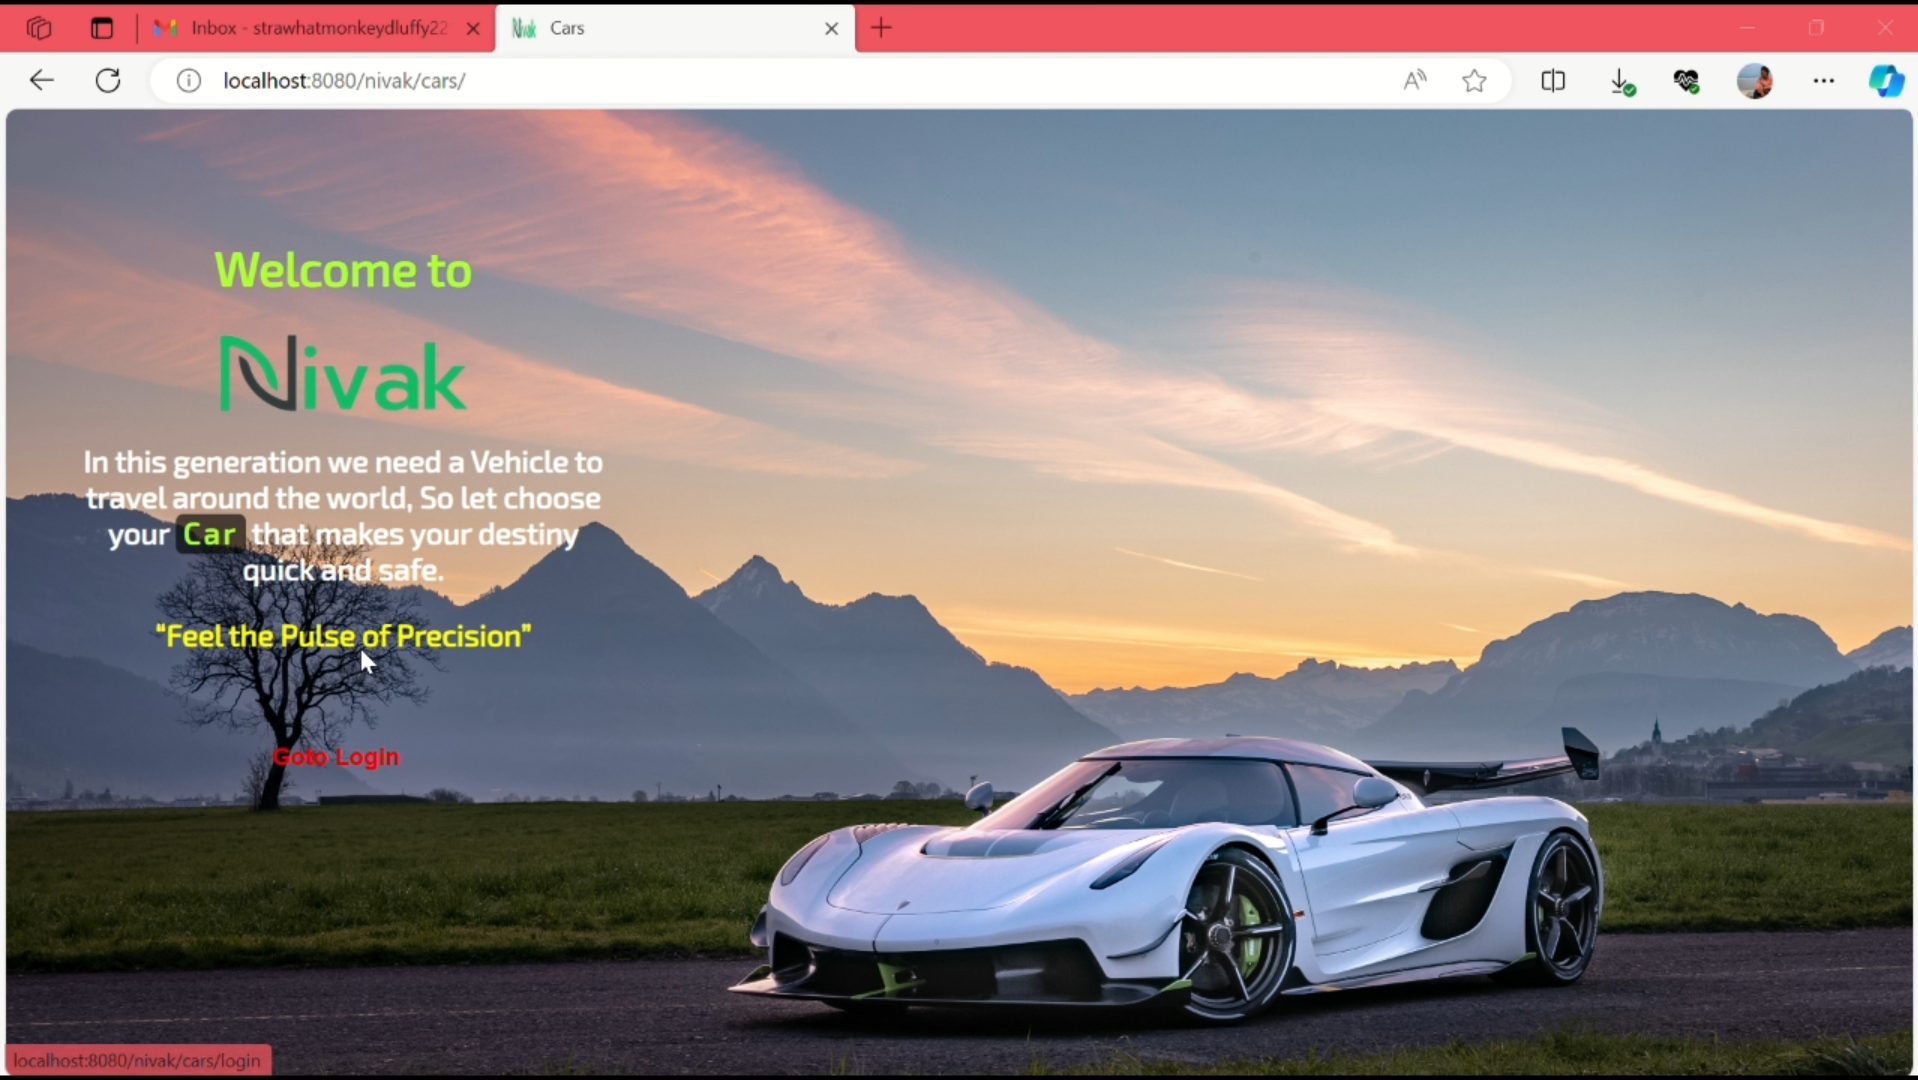 Inbox - strawhatmonkeydluffy22
Nivak Cars
localhost:8080/nivak/cars/
Welcome to
Nivak
In this generation we need a Vehicle to
travel around the world, So let choose
your Car that makes your destiny
quick and safe.
“Feel the Pulse of Precision”
Goto Login
localhost:8080/nivak/cars/login